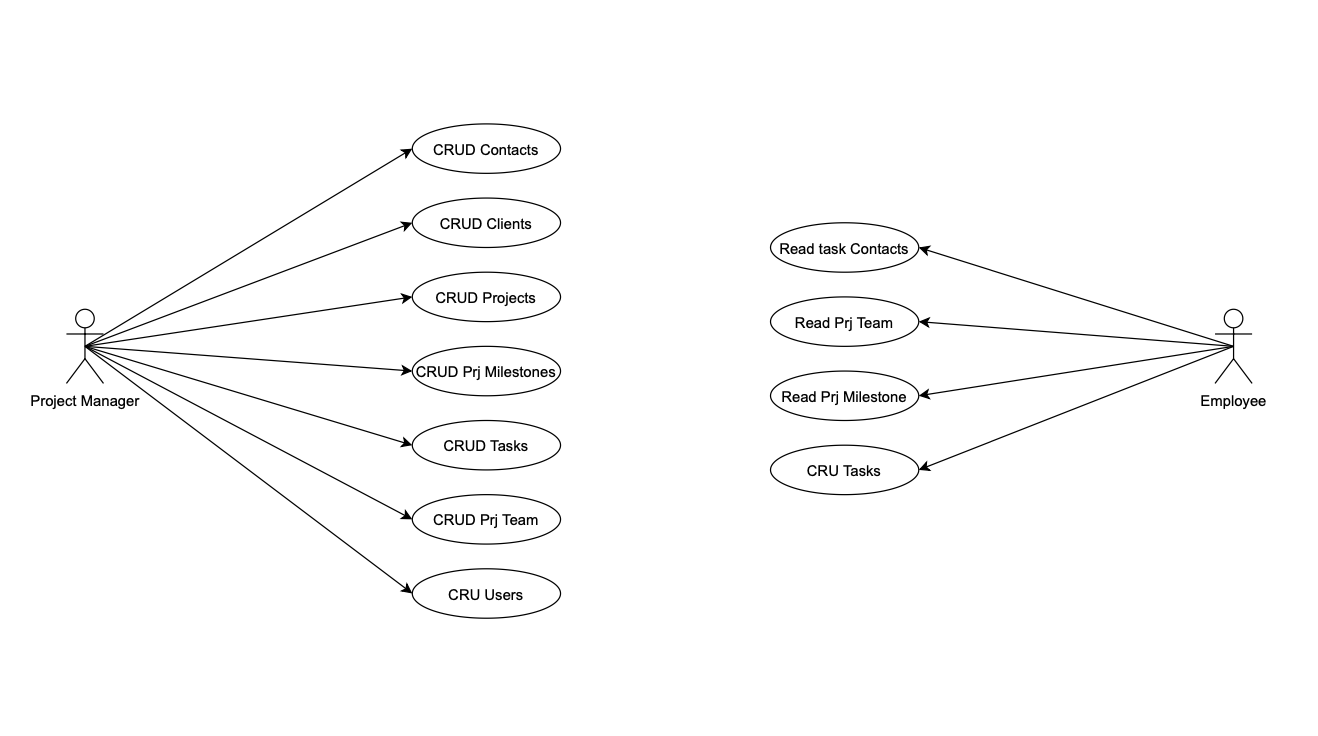 CRUD Contacts
CRUD Clients
CRUD Projects
CRUD Prj Milestones
CRUD Tasks
CRUD Prj Team
CRU Users
Project Manager
Read task Contacts
Read Prj Team
Read Prj Milestone
CRU Tasks
Employee